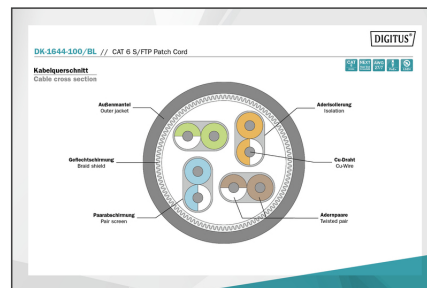 DIGITUS®
DK-1644-100/BL // CAT 6 S/FTP Patch Cord
Kabelquerschnitt
Cable cross section
Außenmantel
Outer jacket
Aderisolierung
Isolation
Geflechtschirmung
Braid shield
Cu-Draht
Cu-Wire
Paarabschirmung
Pair screen
Adernpaare
Twisted pair